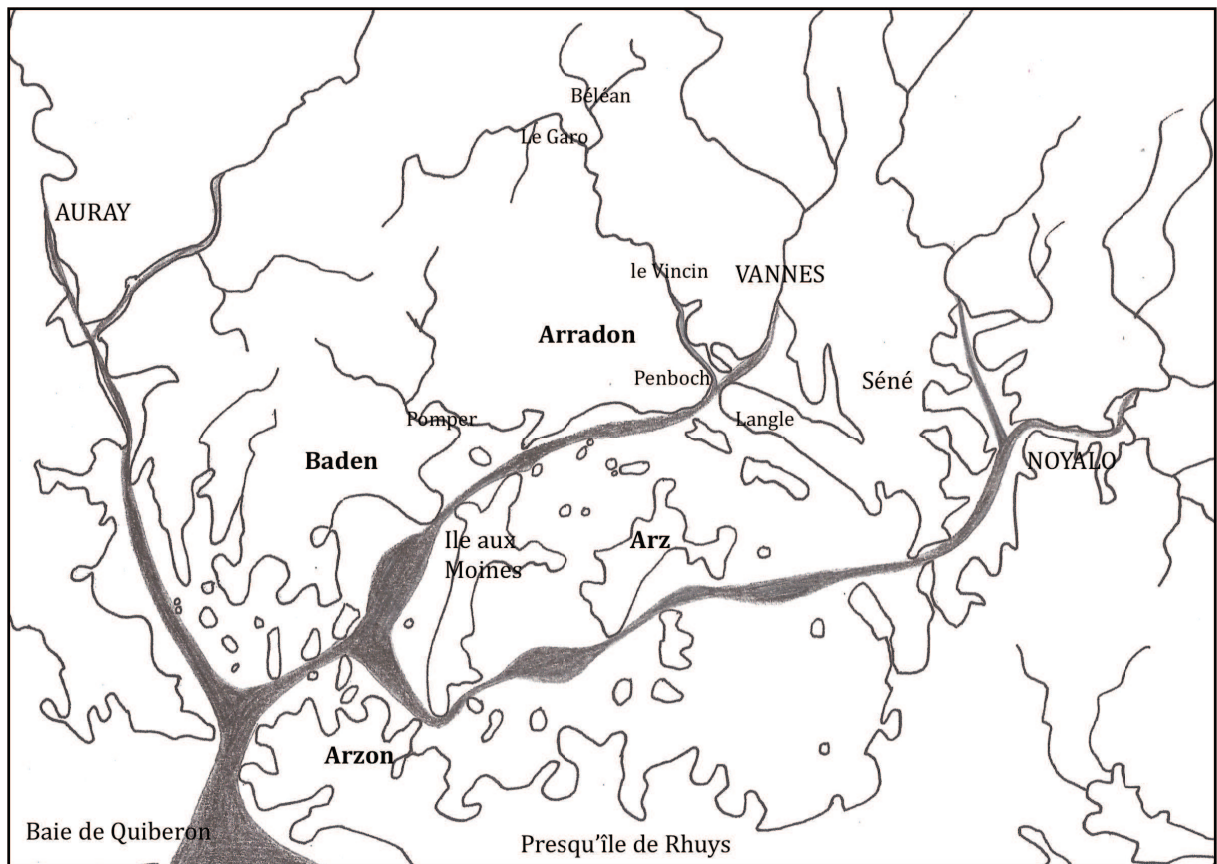 Béléan
Le Garo
AURAY
le Vincin
VANNES
Arradon
Penboch
Séné
Pomper
Langle
Baden
NOYALO
Ile aux
Moines
Arz
Arzon
Baie de Quiberon
Presqu'île de Rhuys